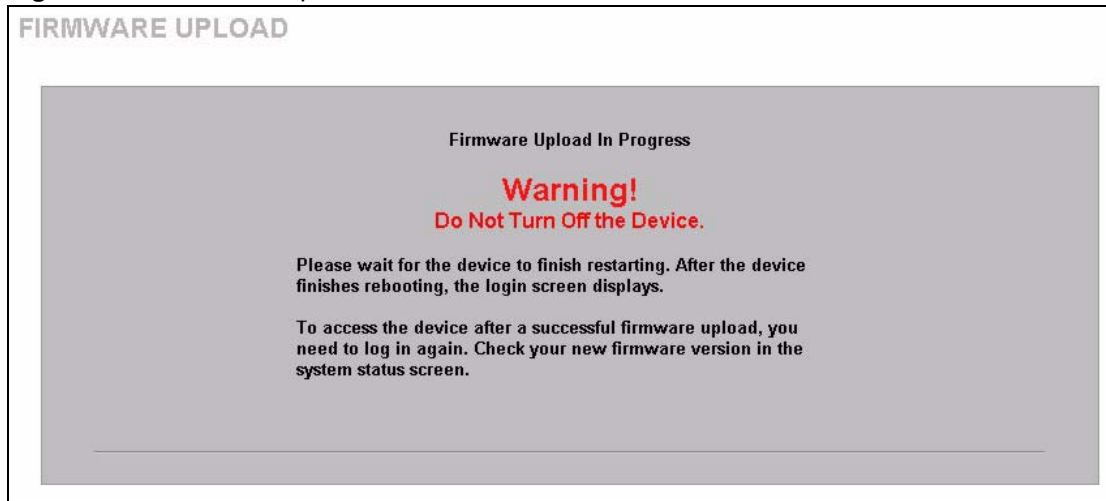 FIRMWARE UPLOAD
Firmware Upload In Progress
Warning!
Do Not Turn Off the Device.
Please wait for the device to finish restarting. After the device
finishes rebooting, the login screen displays.
To access the device after a successful firmware upload, you
need to log in again. Check your new firmware version in the
system status screen.